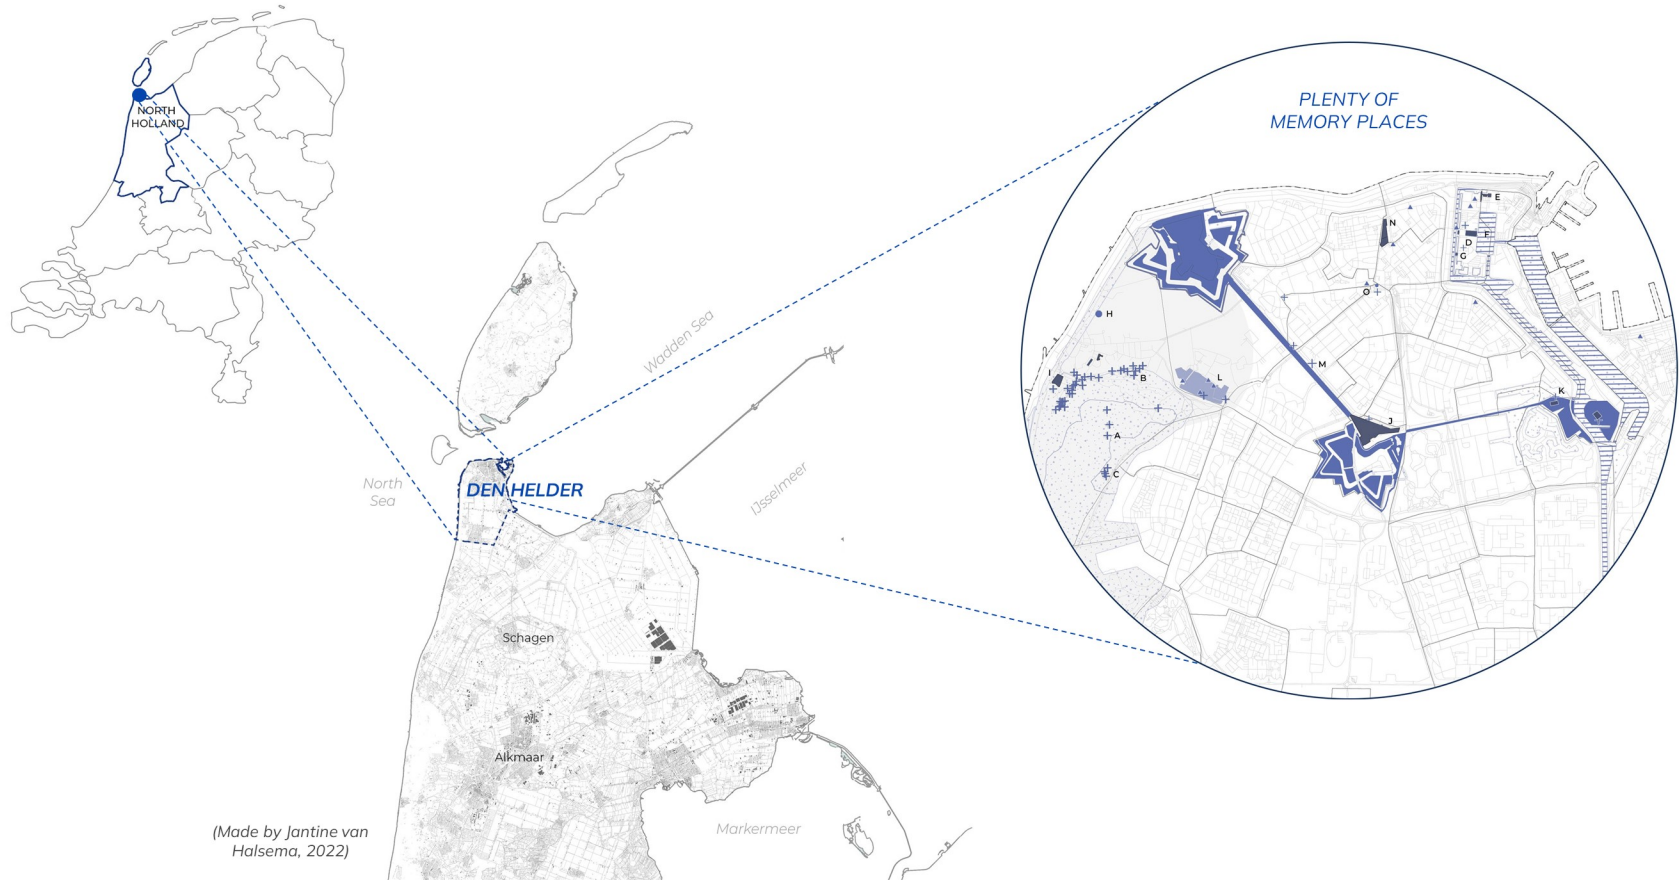 NORTH
HOLLAND
PLENTY OF
MEMORY PLACES
Wadden Sea
North
Sea
DEN HELDER
IJsselmeer
Schagen
Alkmaar
Markermeer
(Made by Jantine van
Halsema, 2022)
E
N
F
D
G
O
H
M
I
B
L
K
J
A
C